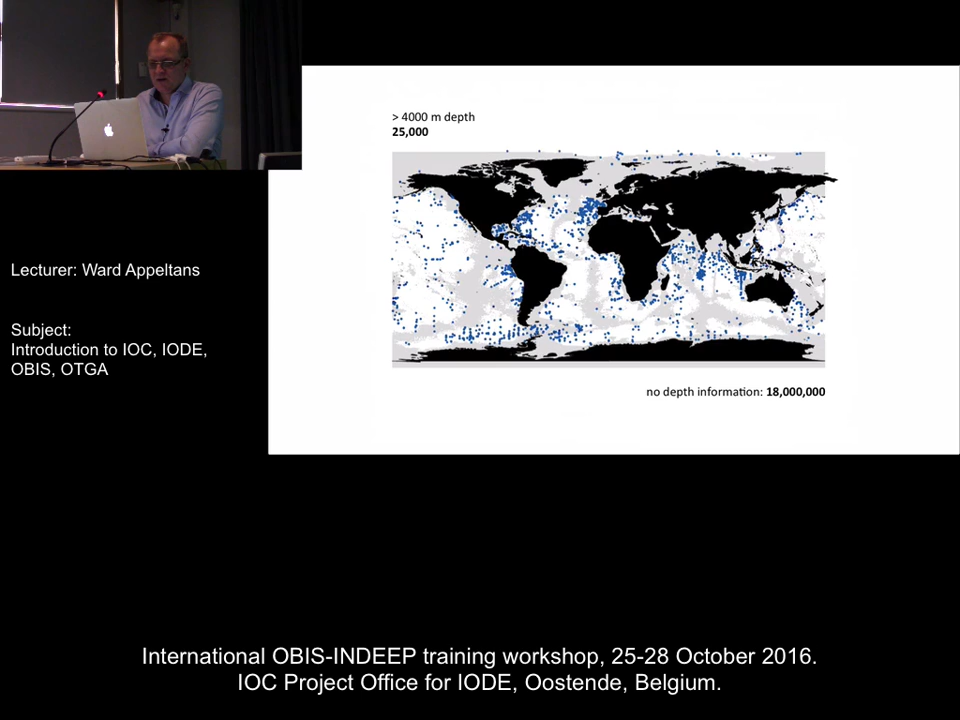 > 4000 m depth
25,000
no depth information: 18,000,000
Lecturer: Ward Appeltans
Subject:
Introduction to IOC, IODE,
OBIS, OTGA
International OBIS-INDEEP training workshop, 25-28 October 2016.
IOC Project Office for IODE, Oostende, Belgium.